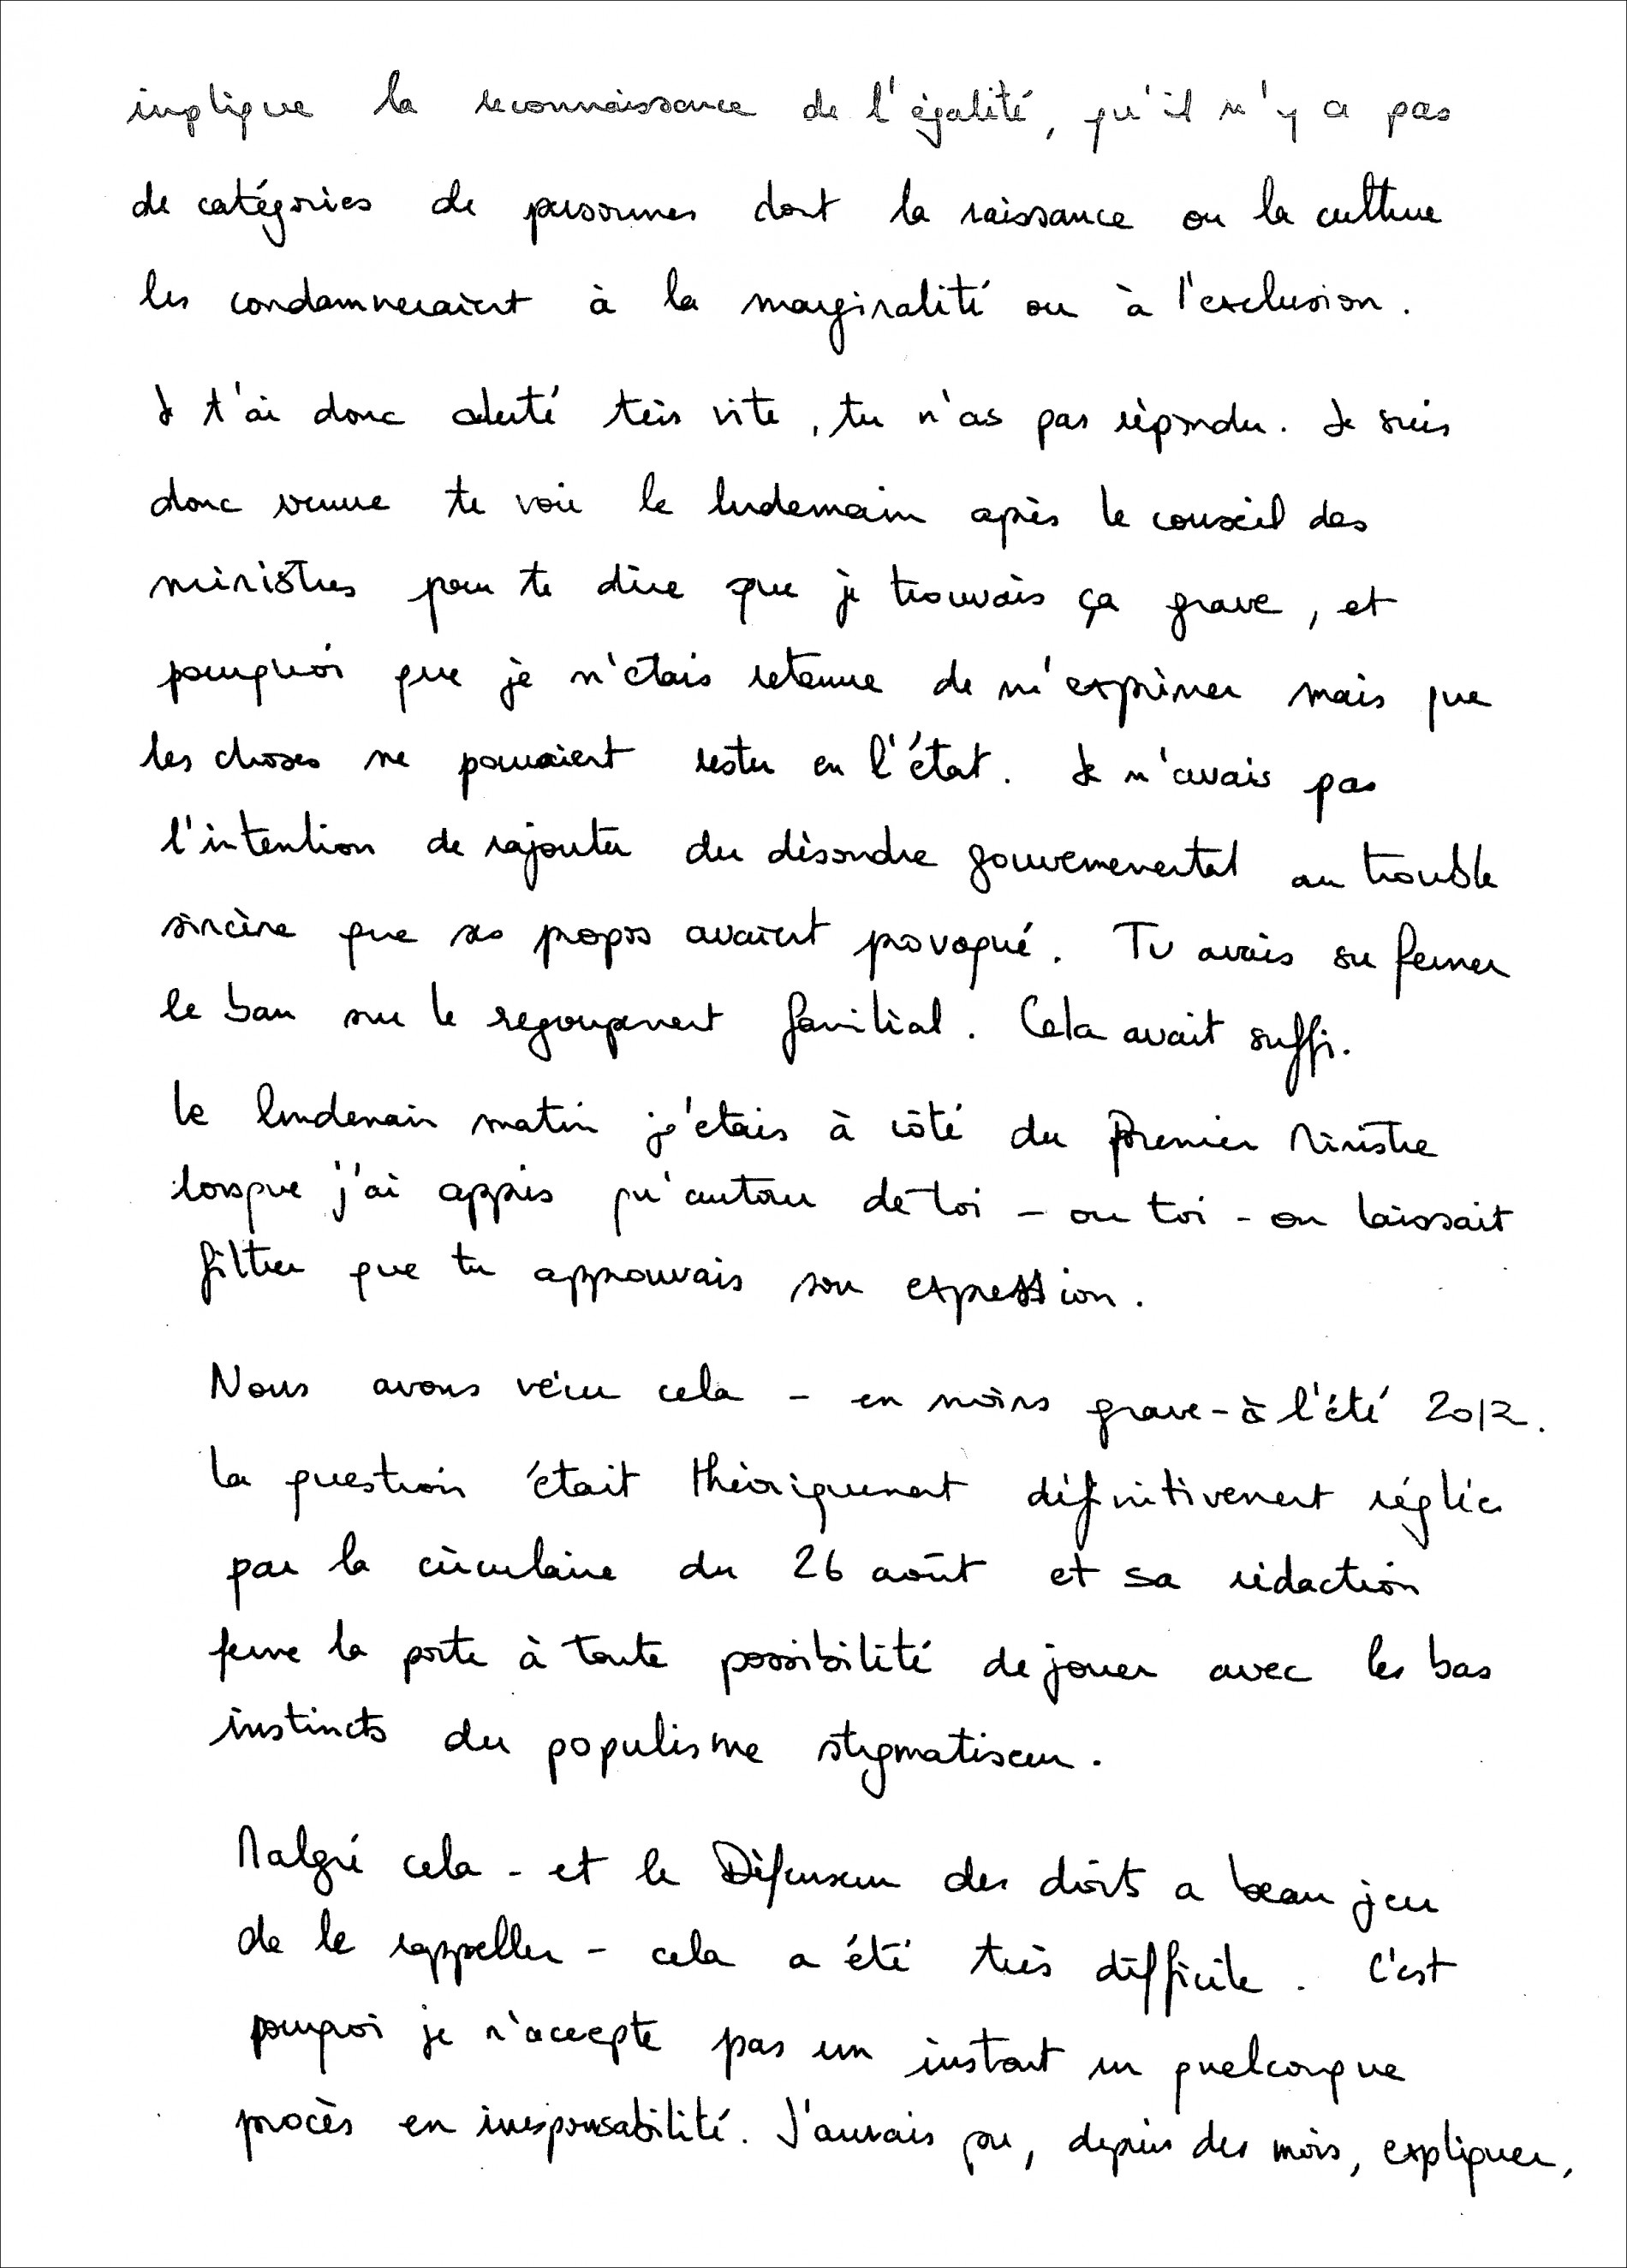 implique la reconnaissance de l'égalité, qu'il n'y a pas
de catégories de personnes dont la naissance ou la culture
les condamneraient à la marginalité ou à l'exclusion.
Je t'ai donc alerté très vite, tu n'as pas répondu. Je suis
donc venue te voir le lendemain après le conseil des
ministres pour te dire que je trouvais ça grave, et
pourquoi que je m'étais retenue de m'exprimer mais que
les choses ne pouvaient rester en l'état. Je n'avais pas
l'intention de rajouter du désordre gouvernemental au trouble
sincère que ses propos avaient provoqué. Tu avais su fermer
le ban sur le regroupement familial. Cela avait suffi.
Le lendemain matin j'étais à côté du Premier Ministre
lorsque j'ai appris qu'autour de toi - ou toi - on laissait
filtrer que tu approuvais son expression.
Nous avons vécu cela - en moins grave - à l'été 2012.
La question était théoriquement définitivement réglée
par la circulaire du 26 août et sa rédaction
ferme la porte à toute possibilité de jouer avec les bas
instincts du populisme stigmatiseur.
Malgré cela - et le Défenseur des droits a beau jeu
de le rappeller - cela a été très difficile. C'est
pourquoi je n'accepte pas un instant un quelconque
procès en irresponsabilité. J'aurais pu, depuis des mois, expliquer,